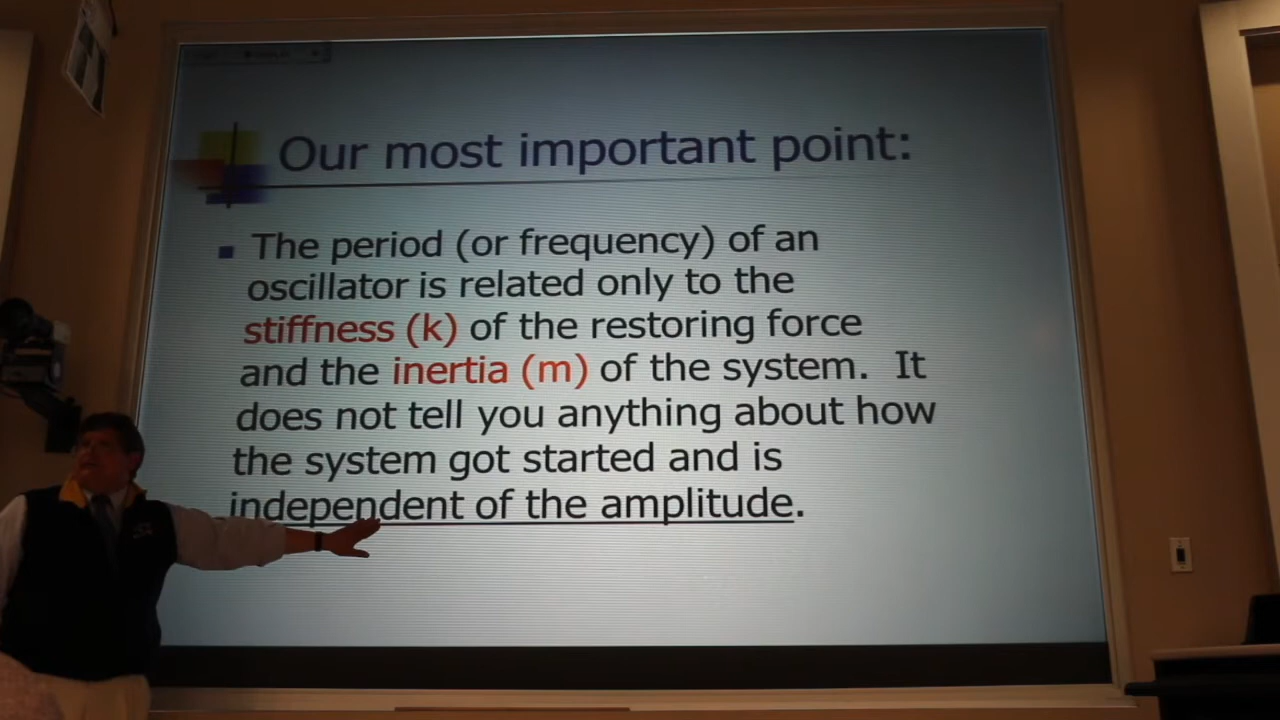 Our most important point:
The period (or frequency) of an
oscillator is related only to the
stiffness (k) of the restoring force
and the inertia (m) of the system. It
does not tell you anything about how
the system got started and is
independent of the amplitude.